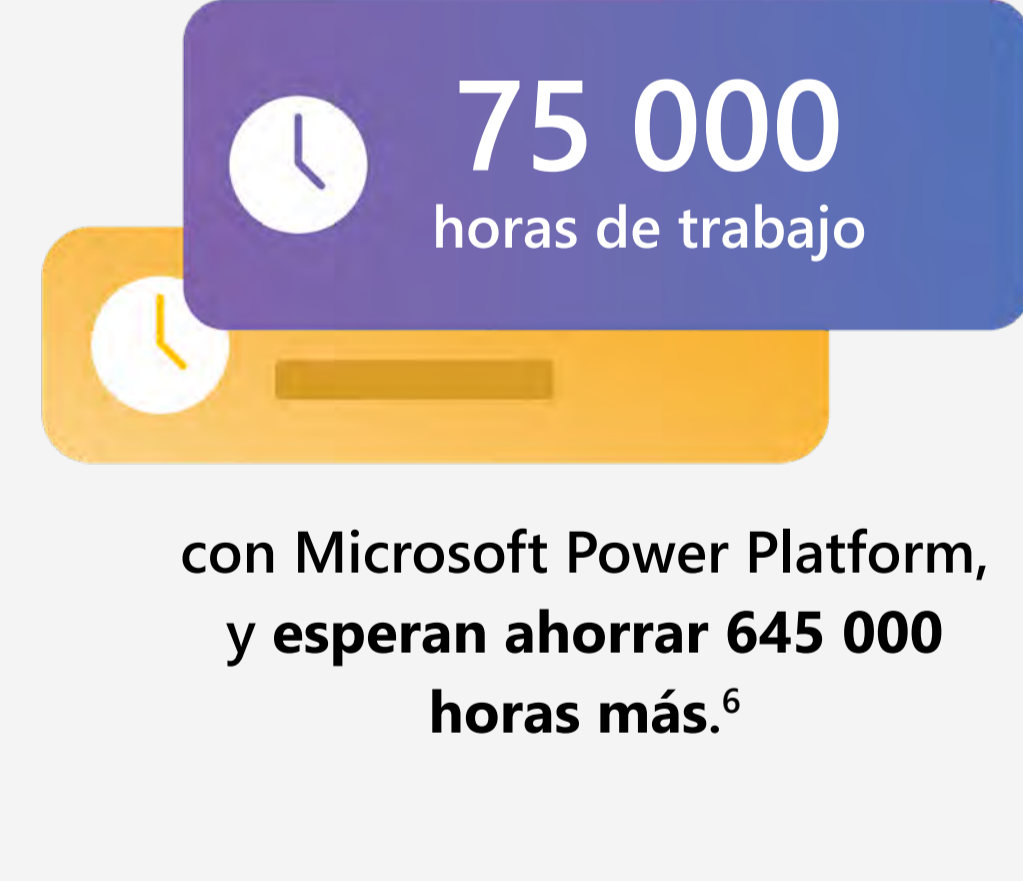 75 000
horas de trabajo
con Microsoft Power Platform,
y esperan ahorrar 645 000
horas más.⁶